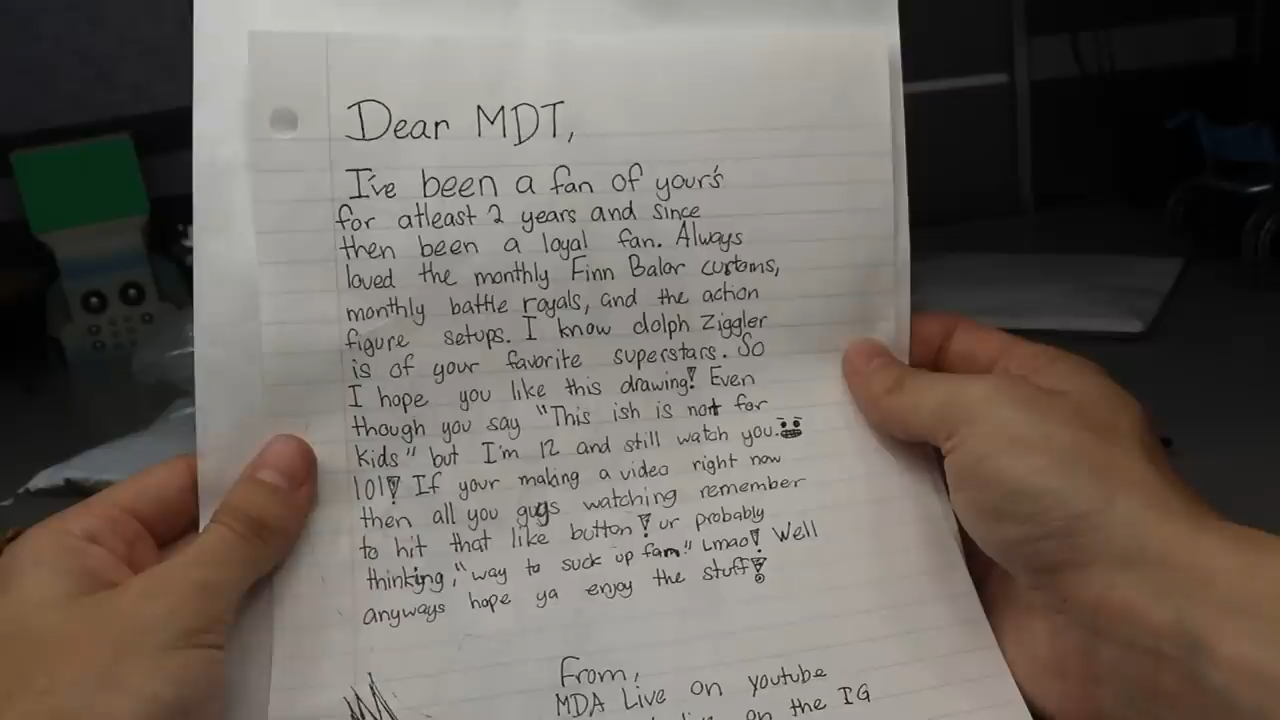 Dear MDT,
I've been a fan of your's
for atleast 2 years and since
then been a loyal fan. Always
loved the monthly Finn Balor customs,
monthly battle royals, and the action
figure setups. I know dolph Ziggler
is of your favorite superstars. So
I hope you like this drawing! Even
though you say "This ish is not for
kids" but I'm 12 and still watch you.
lol! If your making a video right now
then all you guys watching remember
to hit that like button! ur probably
thinking, "way to suck up fam." Lmao! Well
anyways hope ya enjoy the stuff!
From,
MDA Live on youtube
on the IG